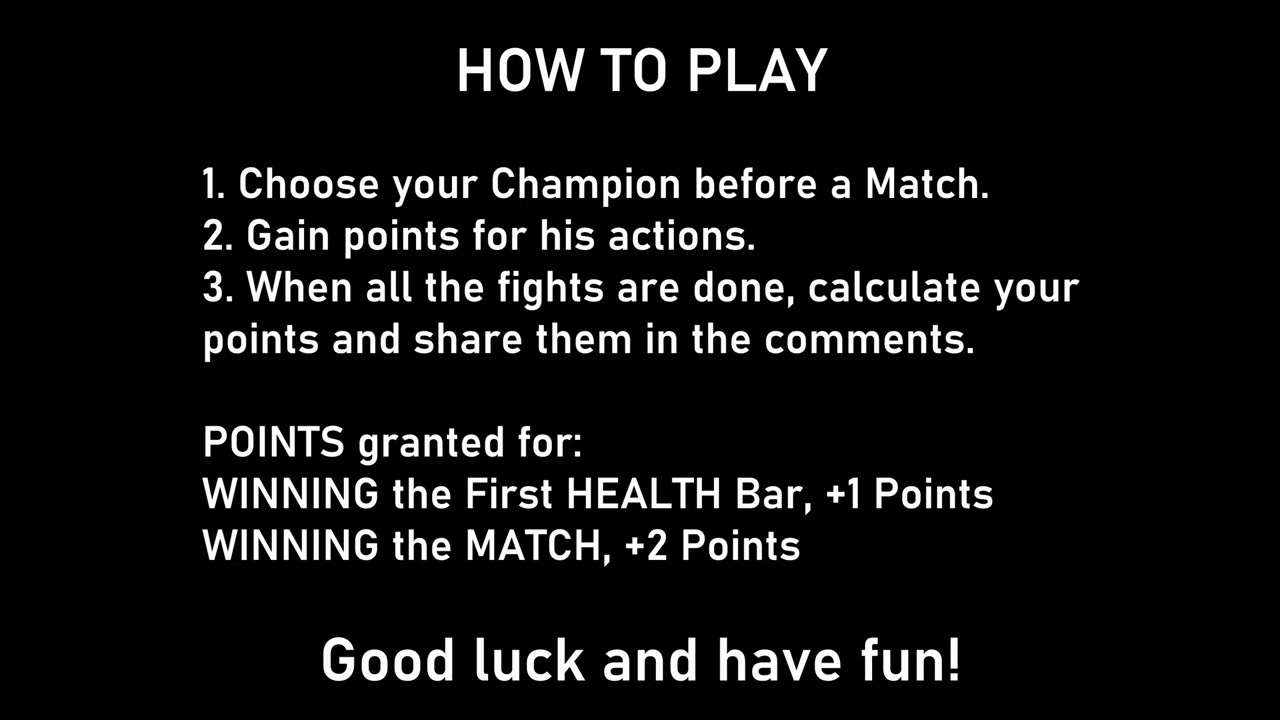 HOW TO PLAY
1. Choose your Champion before a Match.
2. Gain points for his actions.
3. When all the fights are done, calculate your
points and share them in the comments.
POINTS granted for:
WINNING the First HEALTH Bar, +1 Points
WINNING the MATCH, +2 Points
Good luck and have fun!